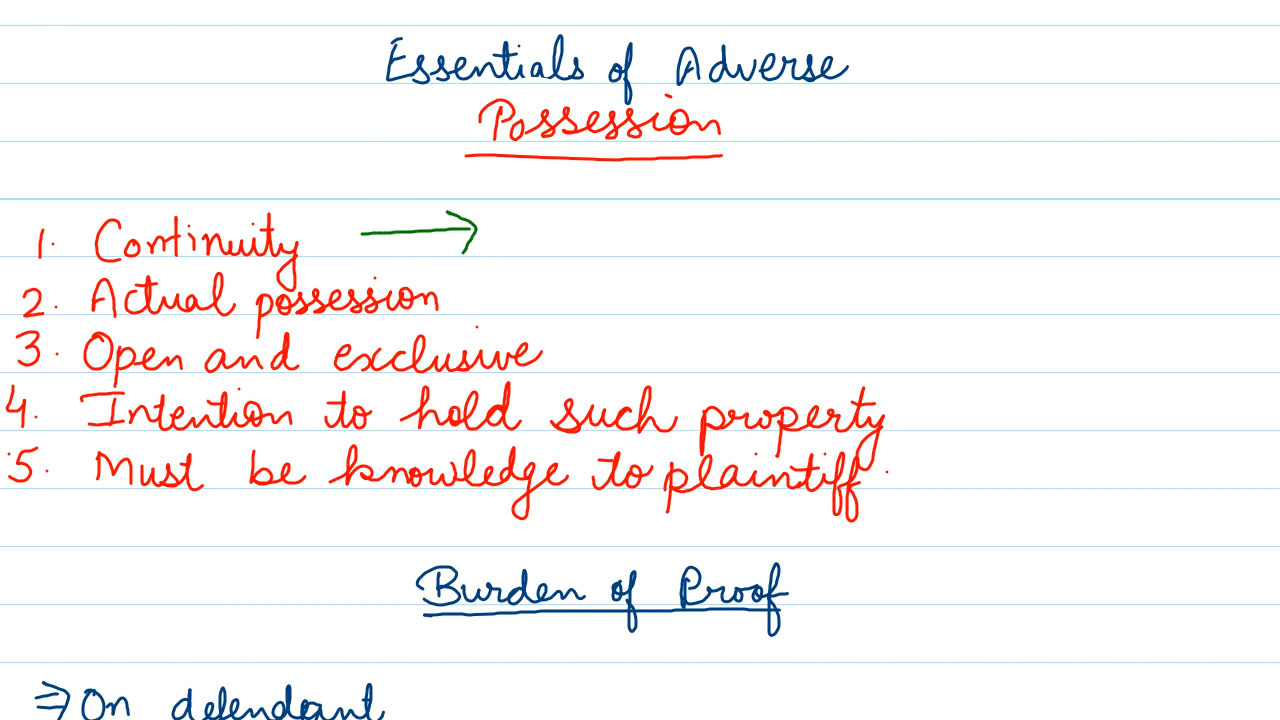 Essentials of Adverse
Possession
1. Continuity →
2. Actual possession
3. Open and exclusive
4. Intention to hold such property
5. Must be knowledge to plaintiff.
Burden of Proof
⇒ On defendant